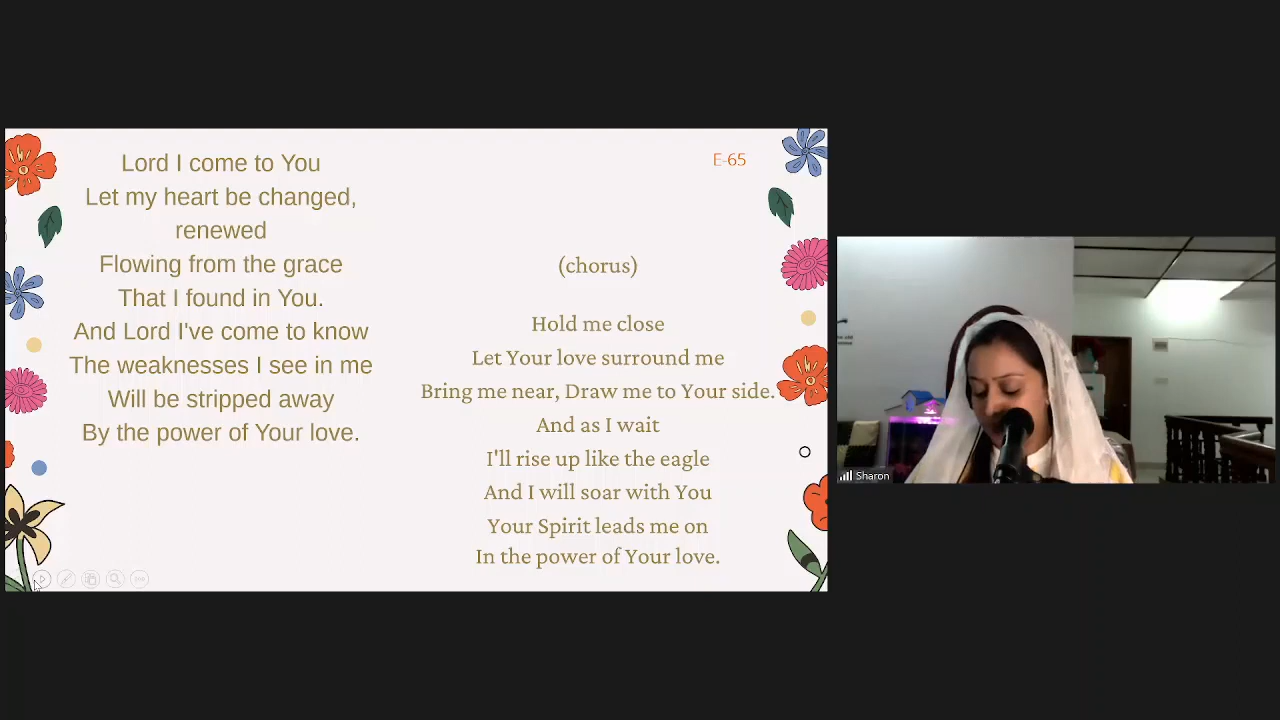 Lord I come to You
Let my heart be changed,
renewed
Flowing from the grace
That I found in You.
And Lord I've come to know
The weaknesses I see in me
Will be stripped away
By the power of Your love.
E-65
(chorus)
Hold me close
Let Your love surround me
Bring me near, Draw me to Your side.
And as I wait
I'll rise up like the eagle
And I will soar with You
Your Spirit leads me on
In the power of Your love.
Sharon